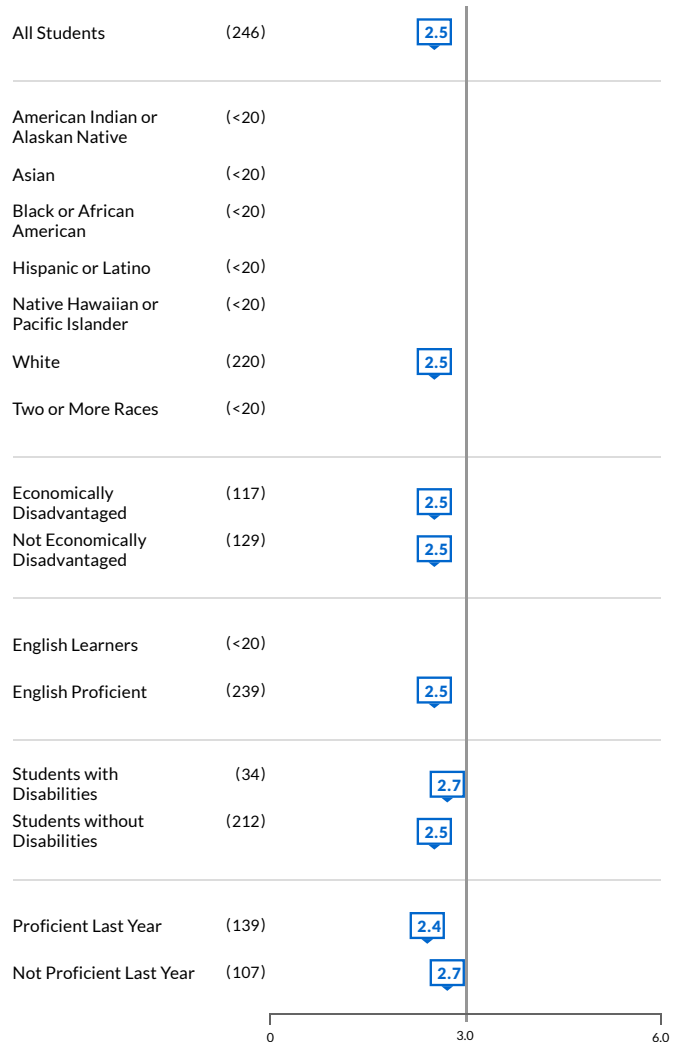 All Students (246) 2.5
American Indian or (<20)
Alaskan Native
Asian (<20)
Black or African (<20)
American
Hispanic or Latino (<20)
Native Hawaiian or (<20)
Pacific Islander
White (220) 2.5
Two or More Races (<20)
Economically (117) 2.5
Disadvantaged
Not Economically (129) 2.5
Disadvantaged
English Learners (<20)
English Proficient (239) 2.5
Students with (34) 2.7
Disabilities
Students without (212) 2.5
Disabilities
Proficient Last Year (139) 2.4
Not Proficient Last Year (107) 2.7
0 3.0 6.0